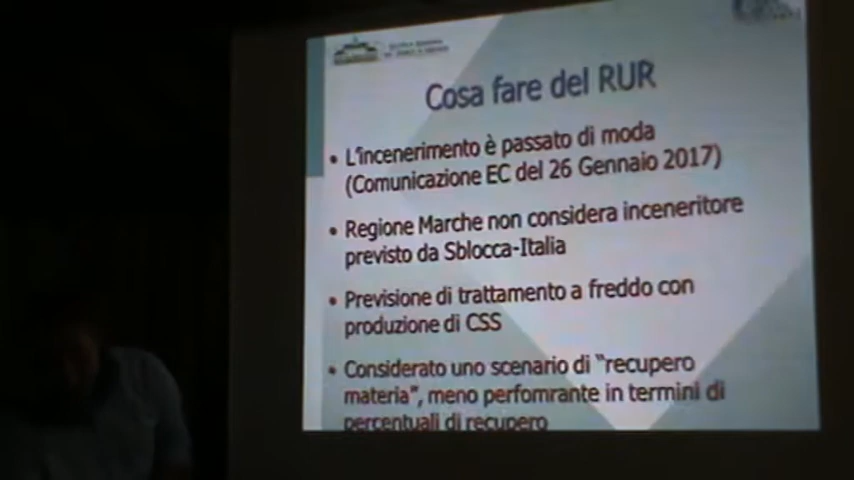 Cosa fare del RUR
• L'incenerimento è passato di moda
(Comunicazione EC del 26 Gennaio 2017)
• Regione Marche non considera inceneritore
previsto da Sblocca-Italia
• Previsione di trattamento a freddo con
produzione di CSS
• Considerato uno scenario di "recupero
materia", meno perfomrante in termini di
percentuali di recupero